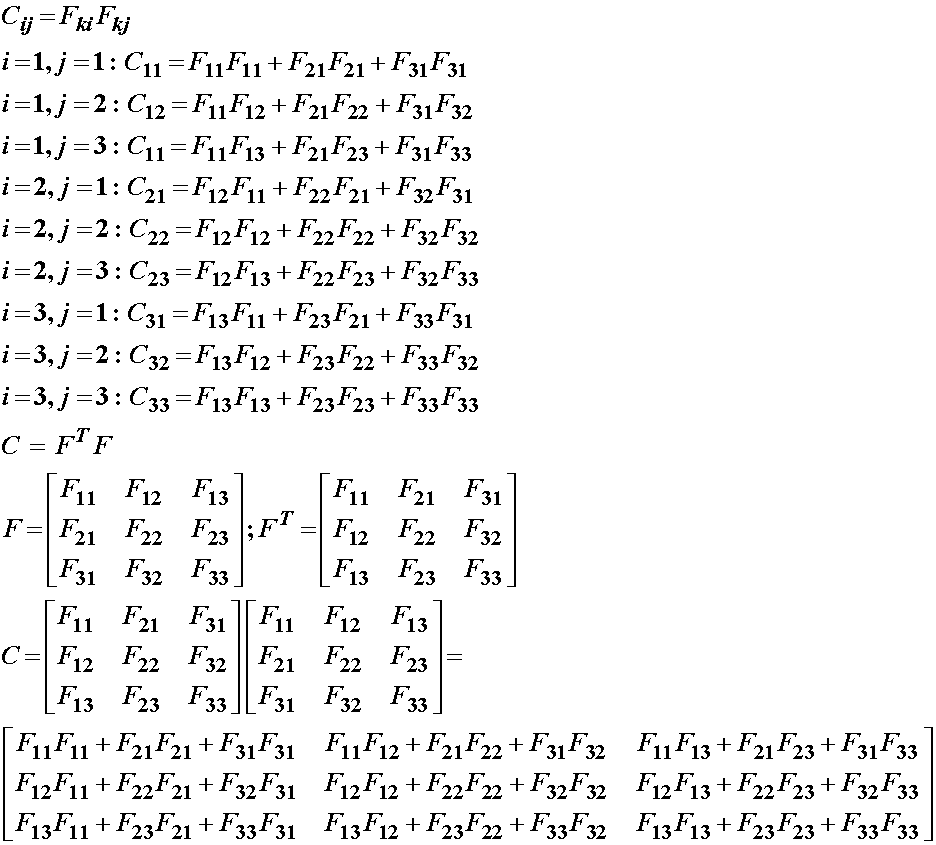 C_ij = F_ki F_kj
i=1, j=1: C_11 = F_11 F_11 + F_21 F_21 + F_31 F_31
i=1, j=2: C_12 = F_11 F_12 + F_21 F_22 + F_31 F_32
i=1, j=3: C_11 = F_11 F_13 + F_21 F_23 + F_31 F_33
i=2, j=1: C_21 = F_12 F_11 + F_22 F_21 + F_32 F_31
i=2, j=2: C_22 = F_12 F_12 + F_22 F_22 + F_32 F_32
i=2, j=3: C_23 = F_12 F_13 + F_22 F_23 + F_32 F_33
i=3, j=1: C_31 = F_13 F_11 + F_23 F_21 + F_33 F_31
i=3, j=2: C_32 = F_13 F_12 + F_23 F_22 + F_33 F_32
i=3, j=3: C_33 = F_13 F_13 + F_23 F_23 + F_33 F_33
C = F^T F
F = [F_11 F_12 F_13
F_21 F_22 F_23
F_31 F_32 F_33]; F^T = [F_11 F_21 F_31
F_12 F_22 F_32
F_13 F_23 F_33]
C = [F_11 F_21 F_31
F_12 F_22 F_32
F_13 F_23 F_33] [F_11 F_12 F_13
F_21 F_22 F_23
F_31 F_32 F_33] =
[F_11 F_11 + F_21 F_21 + F_31 F_31 F_11 F_12 + F_21 F_22 + F_31 F_32 F_11 F_13 + F_21 F_23 + F_31 F_33
F_12 F_11 + F_22 F_21 + F_32 F_31 F_12 F_12 + F_22 F_22 + F_32 F_32 F_12 F_13 + F_22 F_23 + F_32 F_33
F_13 F_11 + F_23 F_21 + F_33 F_31 F_13 F_12 + F_23 F_22 + F_33 F_32 F_13 F_13 + F_23 F_23 + F_33 F_33]